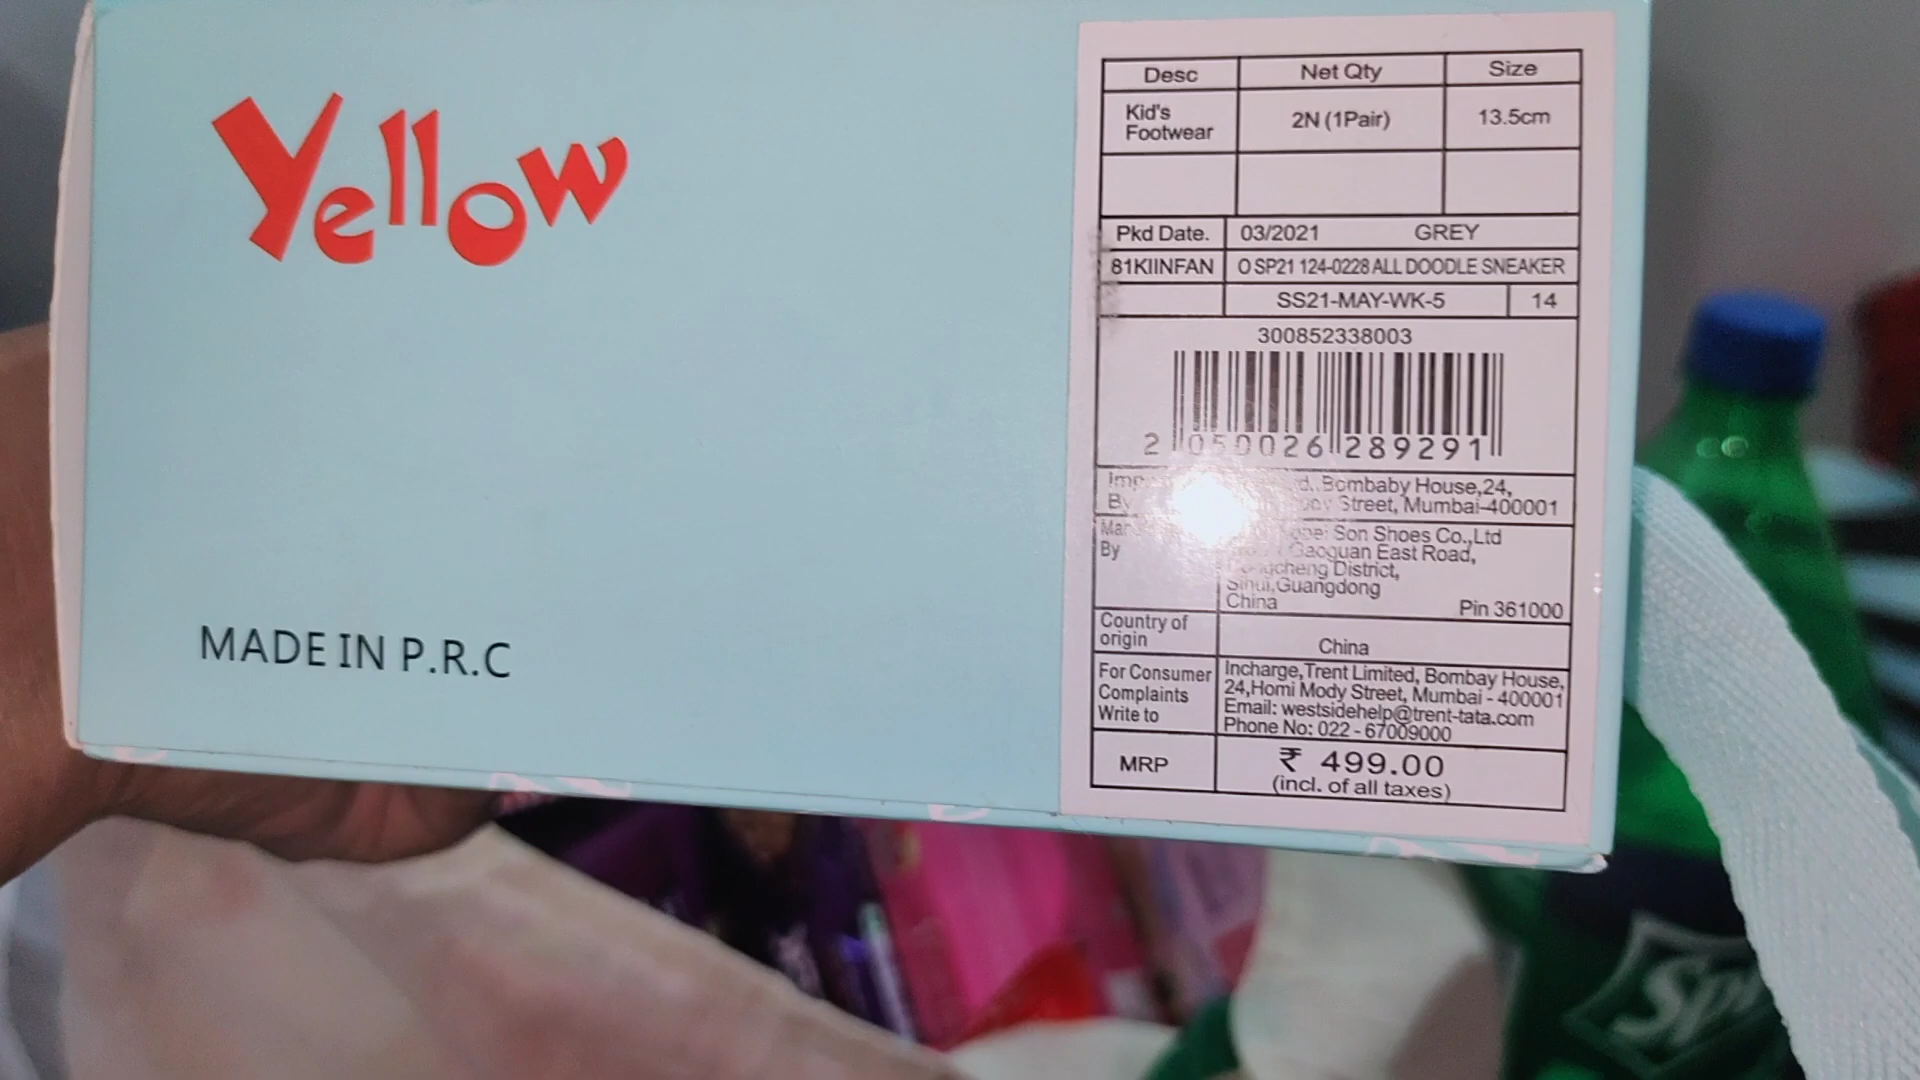 Yellow
MADE IN P.R.C
Desc Net Qty Size
Kid's Footwear 2N (1Pair) 13.5cm
Pkd Date. 03/2021 GREY
81KIINFAN O SP21 124-0228 ALL DOODLE SNEAKER
SS21-MAY-WK-5 14
300852338003
2 050026 289291
Bombaby House,24,
By Street, Mumbai-400001
Son Shoes Co.,Ltd
By Gaoguan East Road,
District,
Guangdong
China Pin 361000
Country of origin China
For Consumer Complaints Write to
Incharge,Trent Limited, Bombay House,
24,Homi Mody Street, Mumbai - 400001
Email: westsidehelp@trent-tata.com
Phone No: 022 - 67009000
MRP ₹ 499.00
(incl. of all taxes)